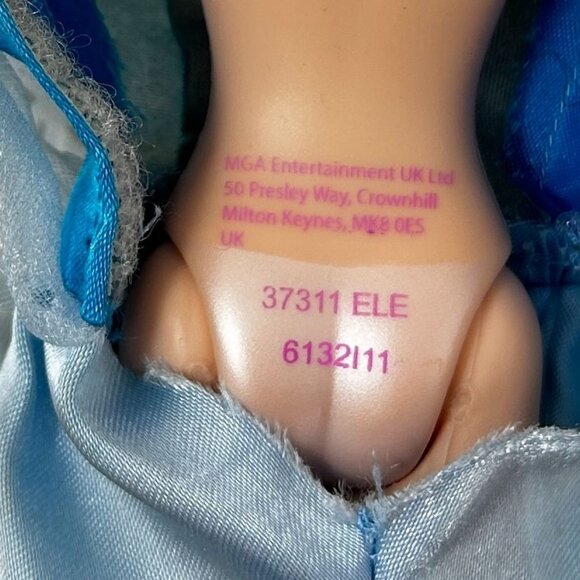 MGA Entertainment UK Ltd
50 Presley Way, Crownhill
Milton Keynes, MK8 0ES
UK
37311 ELE
6132I11